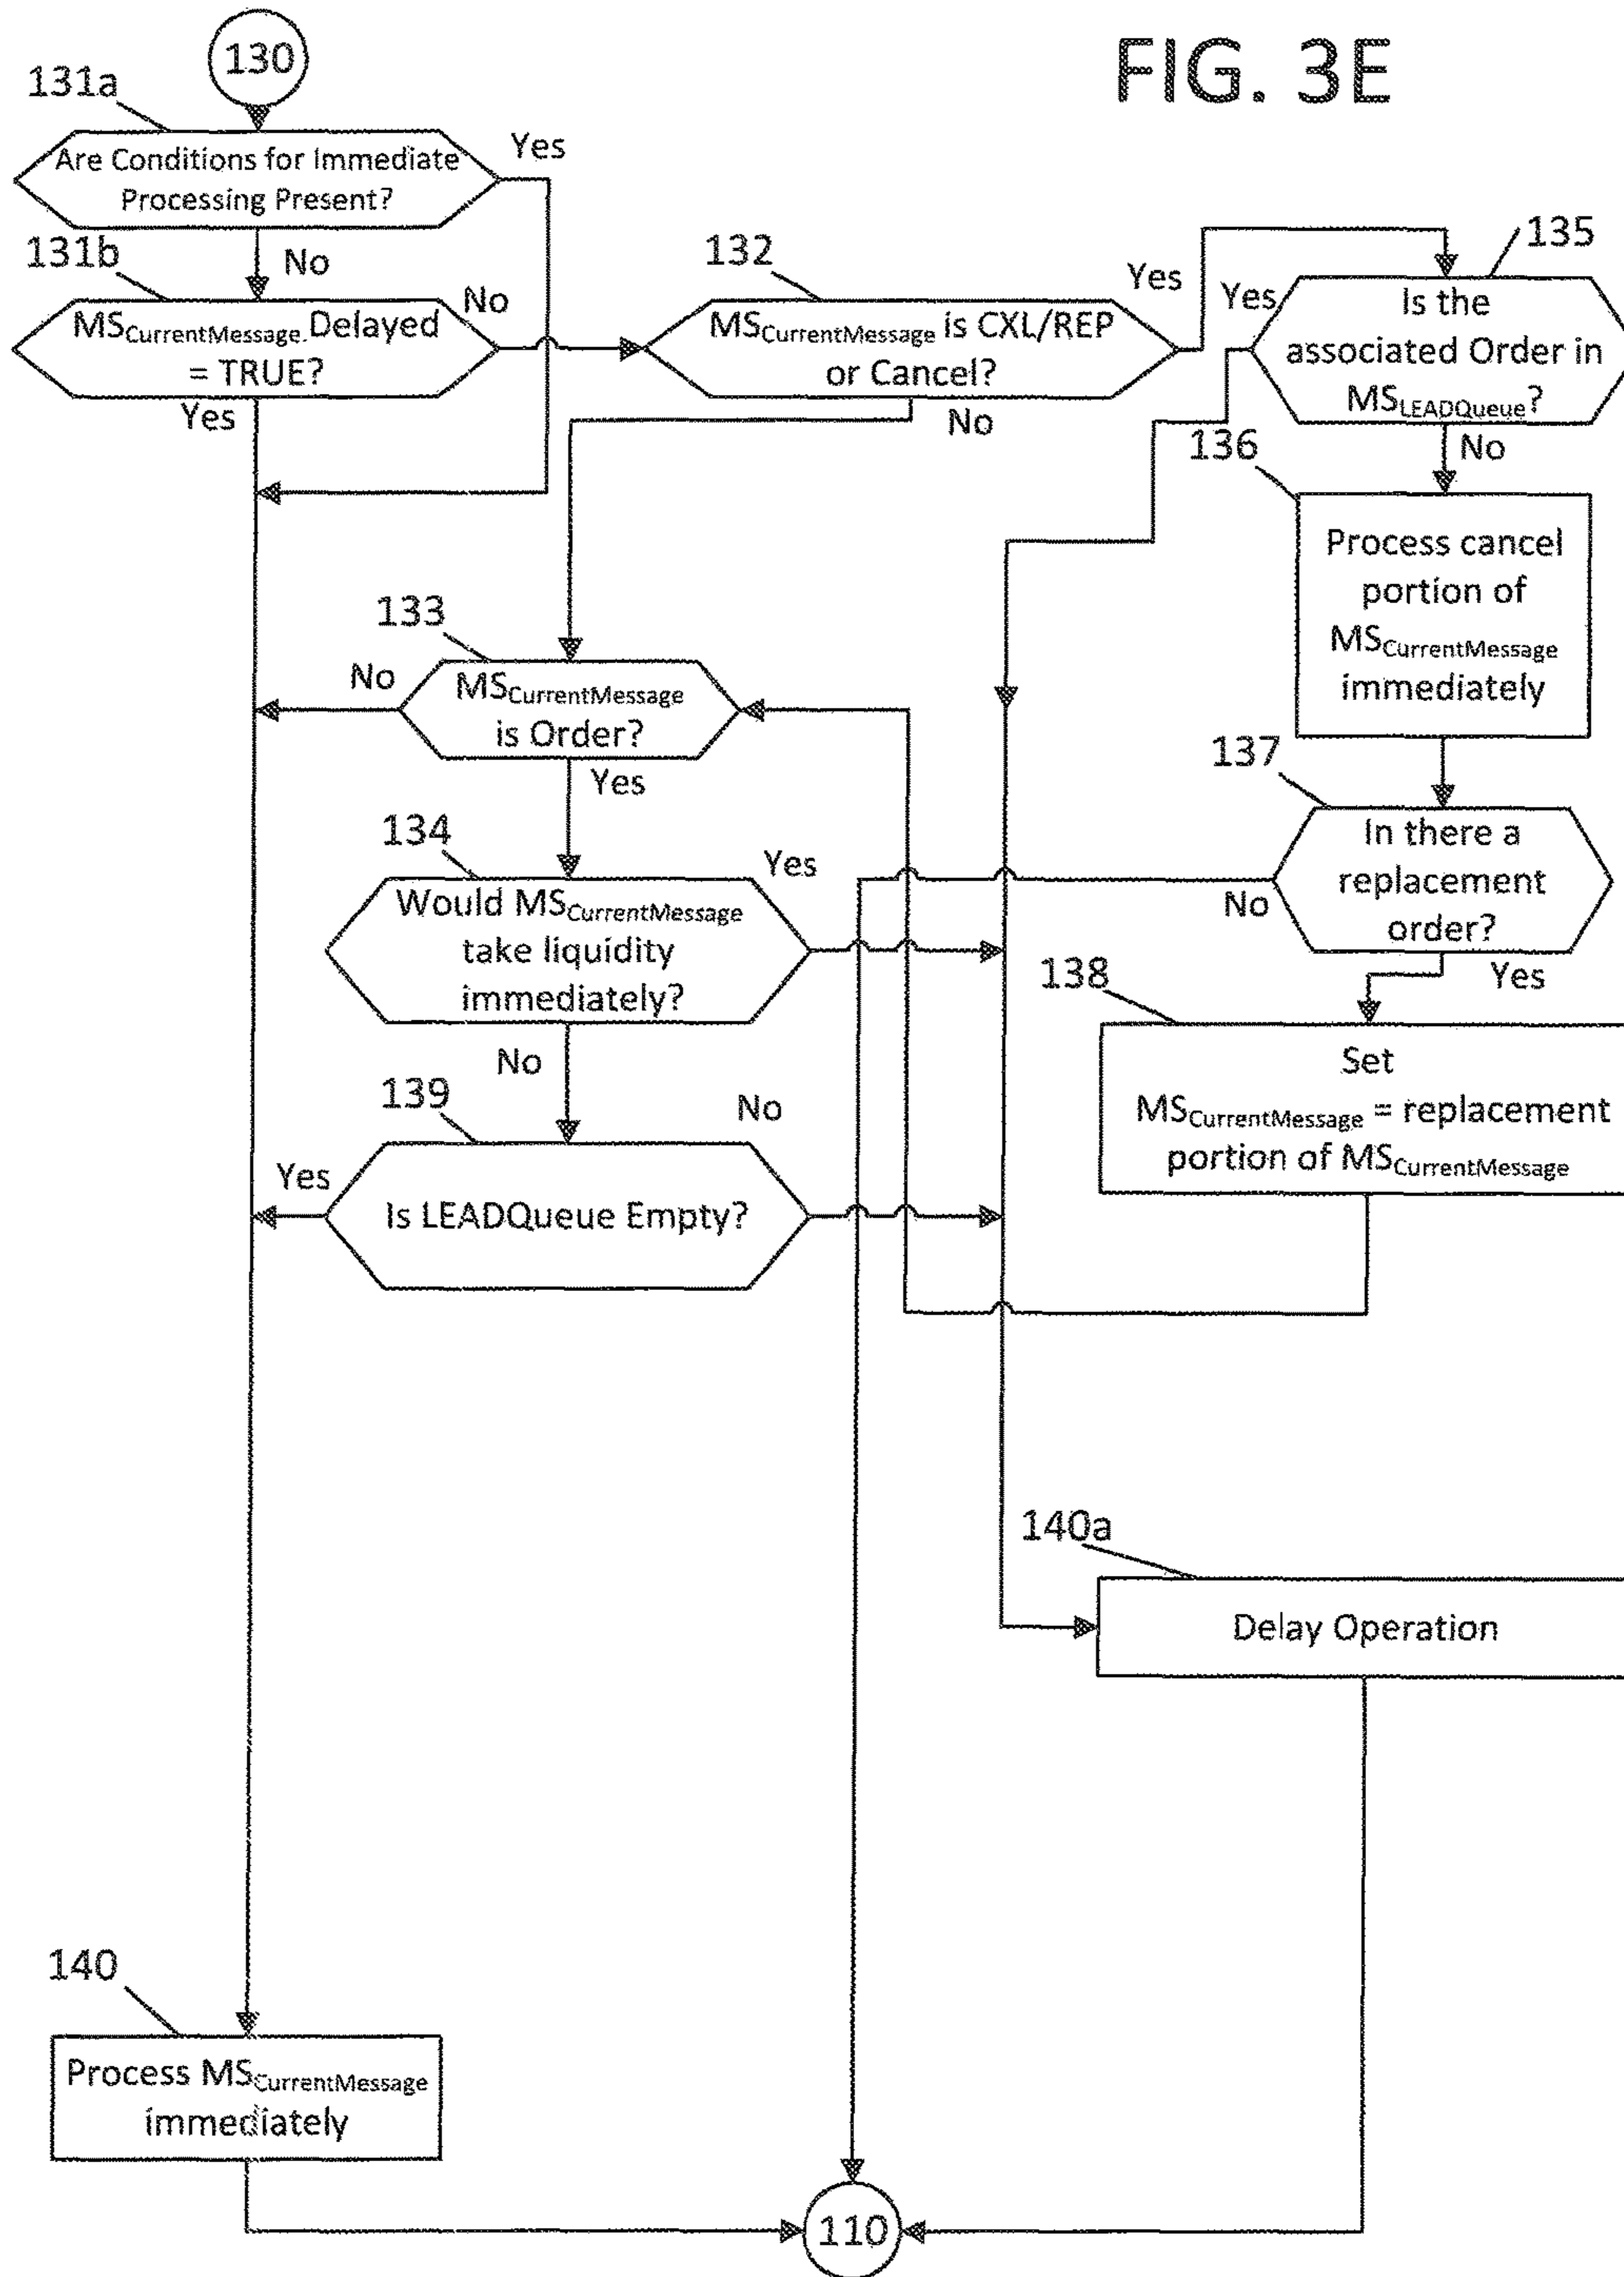 FIG. 3E
130
131a
Are Conditions for Immediate
Processing Present?
Yes
No
131b
MSCurrentMessage.Delayed
= TRUE?
No
Yes
132
MSCurrentMessage is CXL/REP
or Cancel?
Yes
No
135
Is the
associated Order in
MSLEADQueue?
Yes
No
136
Process cancel
portion of
MSCurrentMessage
immediately
133
MSCurrentMessage
is Order?
No
Yes
137
In there a
replacement
order?
No
Yes
134
Would MSCurrentMessage
take liquidity
immediately?
Yes
No
138
Set
MSCurrentMessage = replacement
portion of MSCurrentMessage
139
Is LEADQueue Empty?
Yes
No
140a
Delay Operation
140
Process MSCurrentMessage
immediately
110